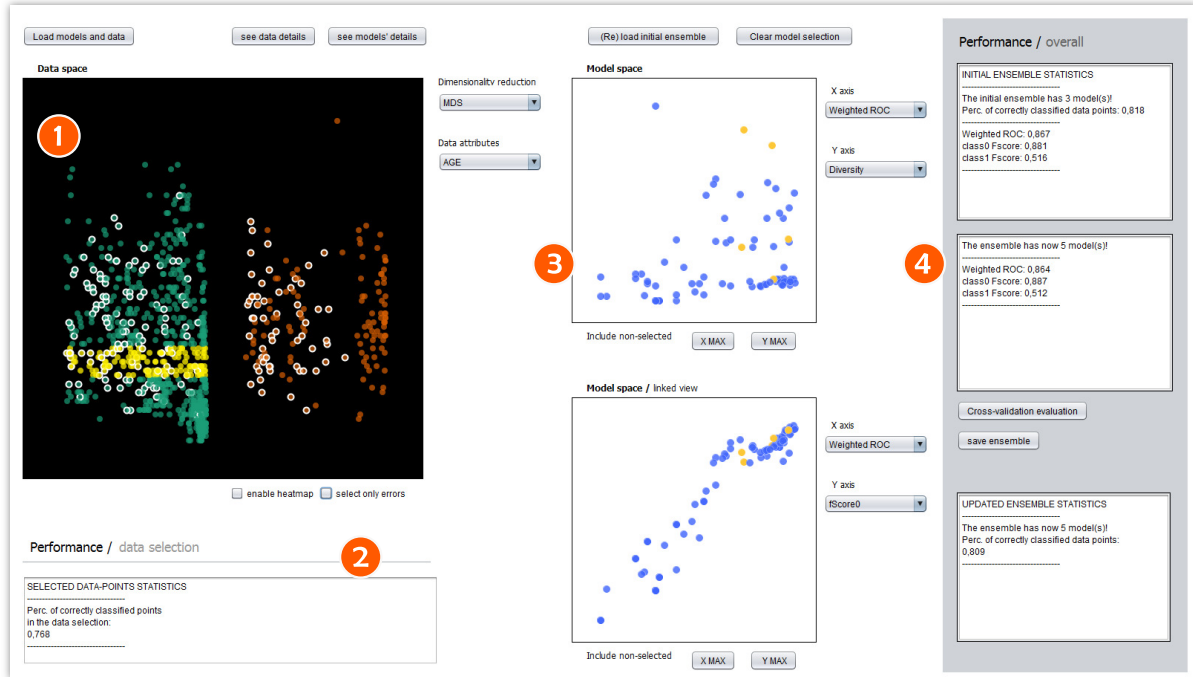 Load models and data
see data details
see models' details
(Re) load initial ensemble
Clear model selection
Data space
1
Dimensionality reduction
MDS
Data attributes
AGE
enable heatmap
select only errors
Performance / data selection
2
SELECTED DATA-POINTS STATISTICS
---------------------------------
Perc. of correctly classified points
in the data selection:
0,768
---------------------------------
Model space
3
X axis
Weighted ROC
Y axis
Diversity
Include non-selected
X MAX
Y MAX
Model space / linked view
X axis
Weighted ROC
Y axis
fScore0
Include non-selected
X MAX
Y MAX
Performance / overall
4
INITIAL ENSEMBLE STATISTICS
---------------------------------
The initial ensemble has 3 model(s)!
Perc. of correctly classified data points: 0,818
---------------------------------
Weighted ROC: 0,867
class0 Fscore: 0,881
class1 Fscore: 0,516
---------------------------------
The ensemble has now 5 model(s)!
---------------------------------
Weighted ROC: 0,864
class0 Fscore: 0,887
class1 Fscore: 0,512
---------------------------------
Cross-validation evaluation
save ensemble
UPDATED ENSEMBLE STATISTICS
---------------------------------
The ensemble has now 5 model(s)!
Perc. of correctly classified data points:
0,809
---------------------------------